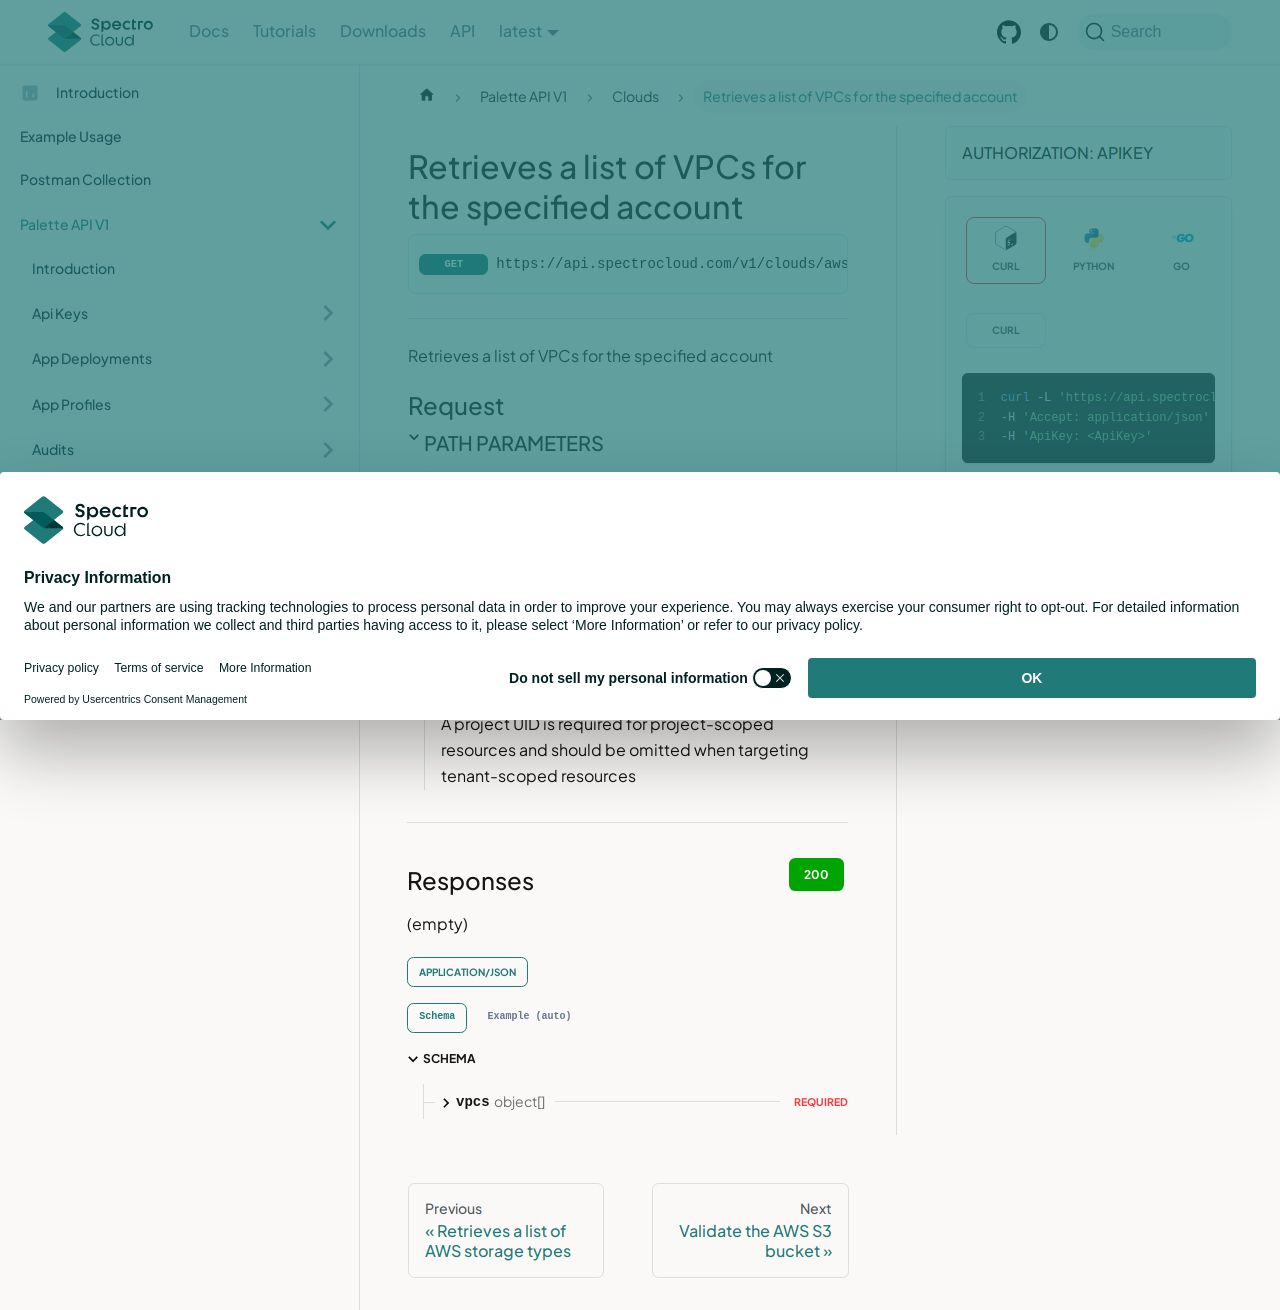 Spectro
Cloud
Docs
Tutorials
Downloads
API
latest
Search
Introduction
Example Usage
Postman Collection
Palette API V1
Introduction
Api Keys
App Deployments
App Profiles
Audits
Palette API V1
Clouds
Retrieves a list of VPCs for the specified account
Retrieves a list of VPCs for
the specified account
GET
https://api.spectrocloud.com/v1/clouds/aws
Retrieves a list of VPCs for the specified account
Request
PATH PARAMETERS
AUTHORIZATION: APIKEY
CURL
PYTHON
GO
CURL
1 curl -L 'https://api.spectrocl
2 -H 'Accept: application/json'
3 -H 'ApiKey: <ApiKey>'
Spectro
Cloud
Privacy Information
We and our partners are using tracking technologies to process personal data in order to improve your experience. You may always exercise your consumer right to opt-out. For detailed information
about personal information we collect and third parties having access to it, please select ‘More Information’ or refer to our privacy policy.
Privacy policy
Terms of service
More Information
Powered by Usercentrics Consent Management
Do not sell my personal information
OK
A project UID is required for project-scoped
resources and should be omitted when targeting
tenant-scoped resources
Responses
200
(empty)
APPLICATION/JSON
Schema
Example (auto)
SCHEMA
vpcs object[]
REQUIRED
Previous
« Retrieves a list of
AWS storage types
Next
Validate the AWS S3
bucket »